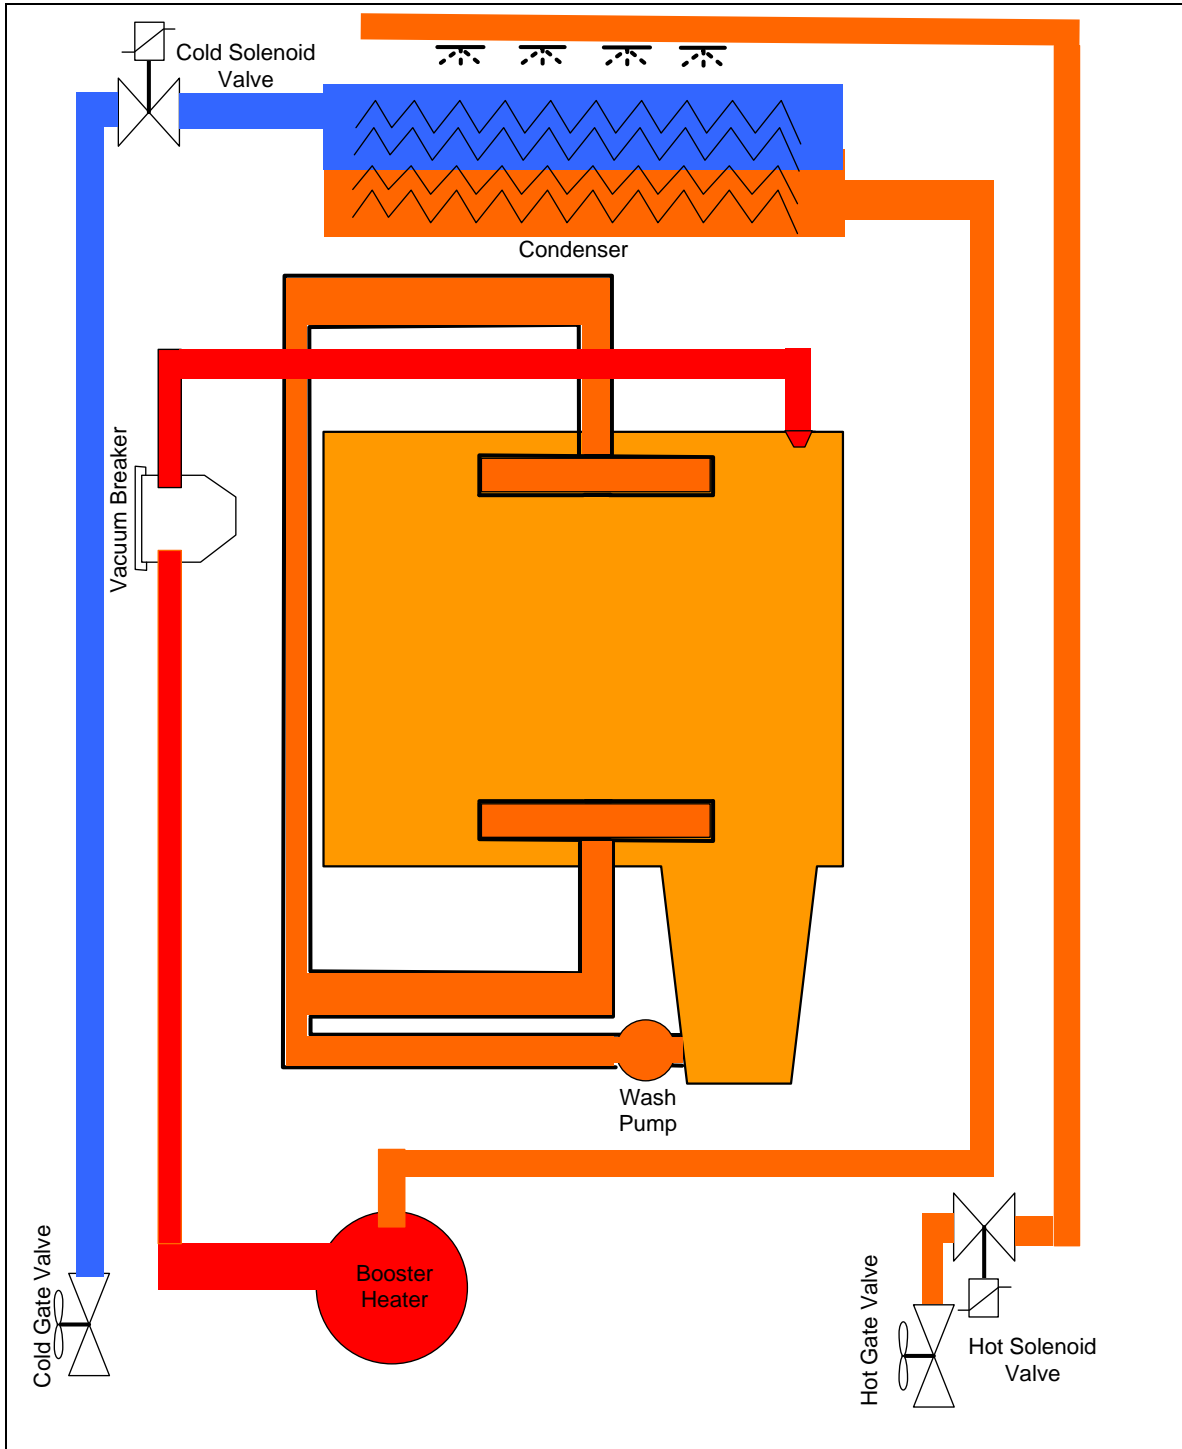 Cold Solenoid
Valve
Condenser
Vacuum Breaker
Wash
Pump
Booster
Heater
Cold Gate Valve
Hot Gate Valve
Hot Solenoid
Valve